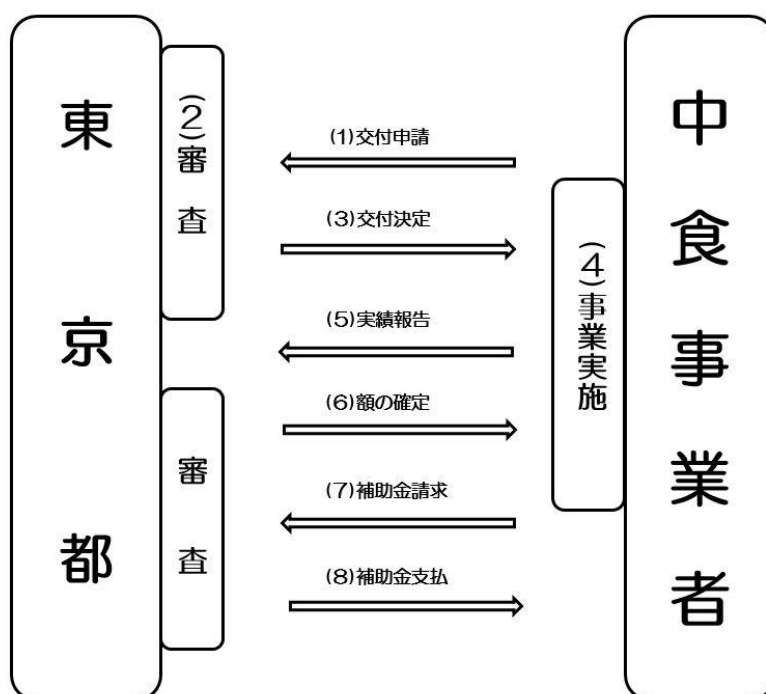 東京都
(2)審査
審査
(1)交付申請
(3)交付決定
(5)実績報告
(6)額の確定
(7)補助金請求
(8)補助金支払
(4)事業実施
中食事業者